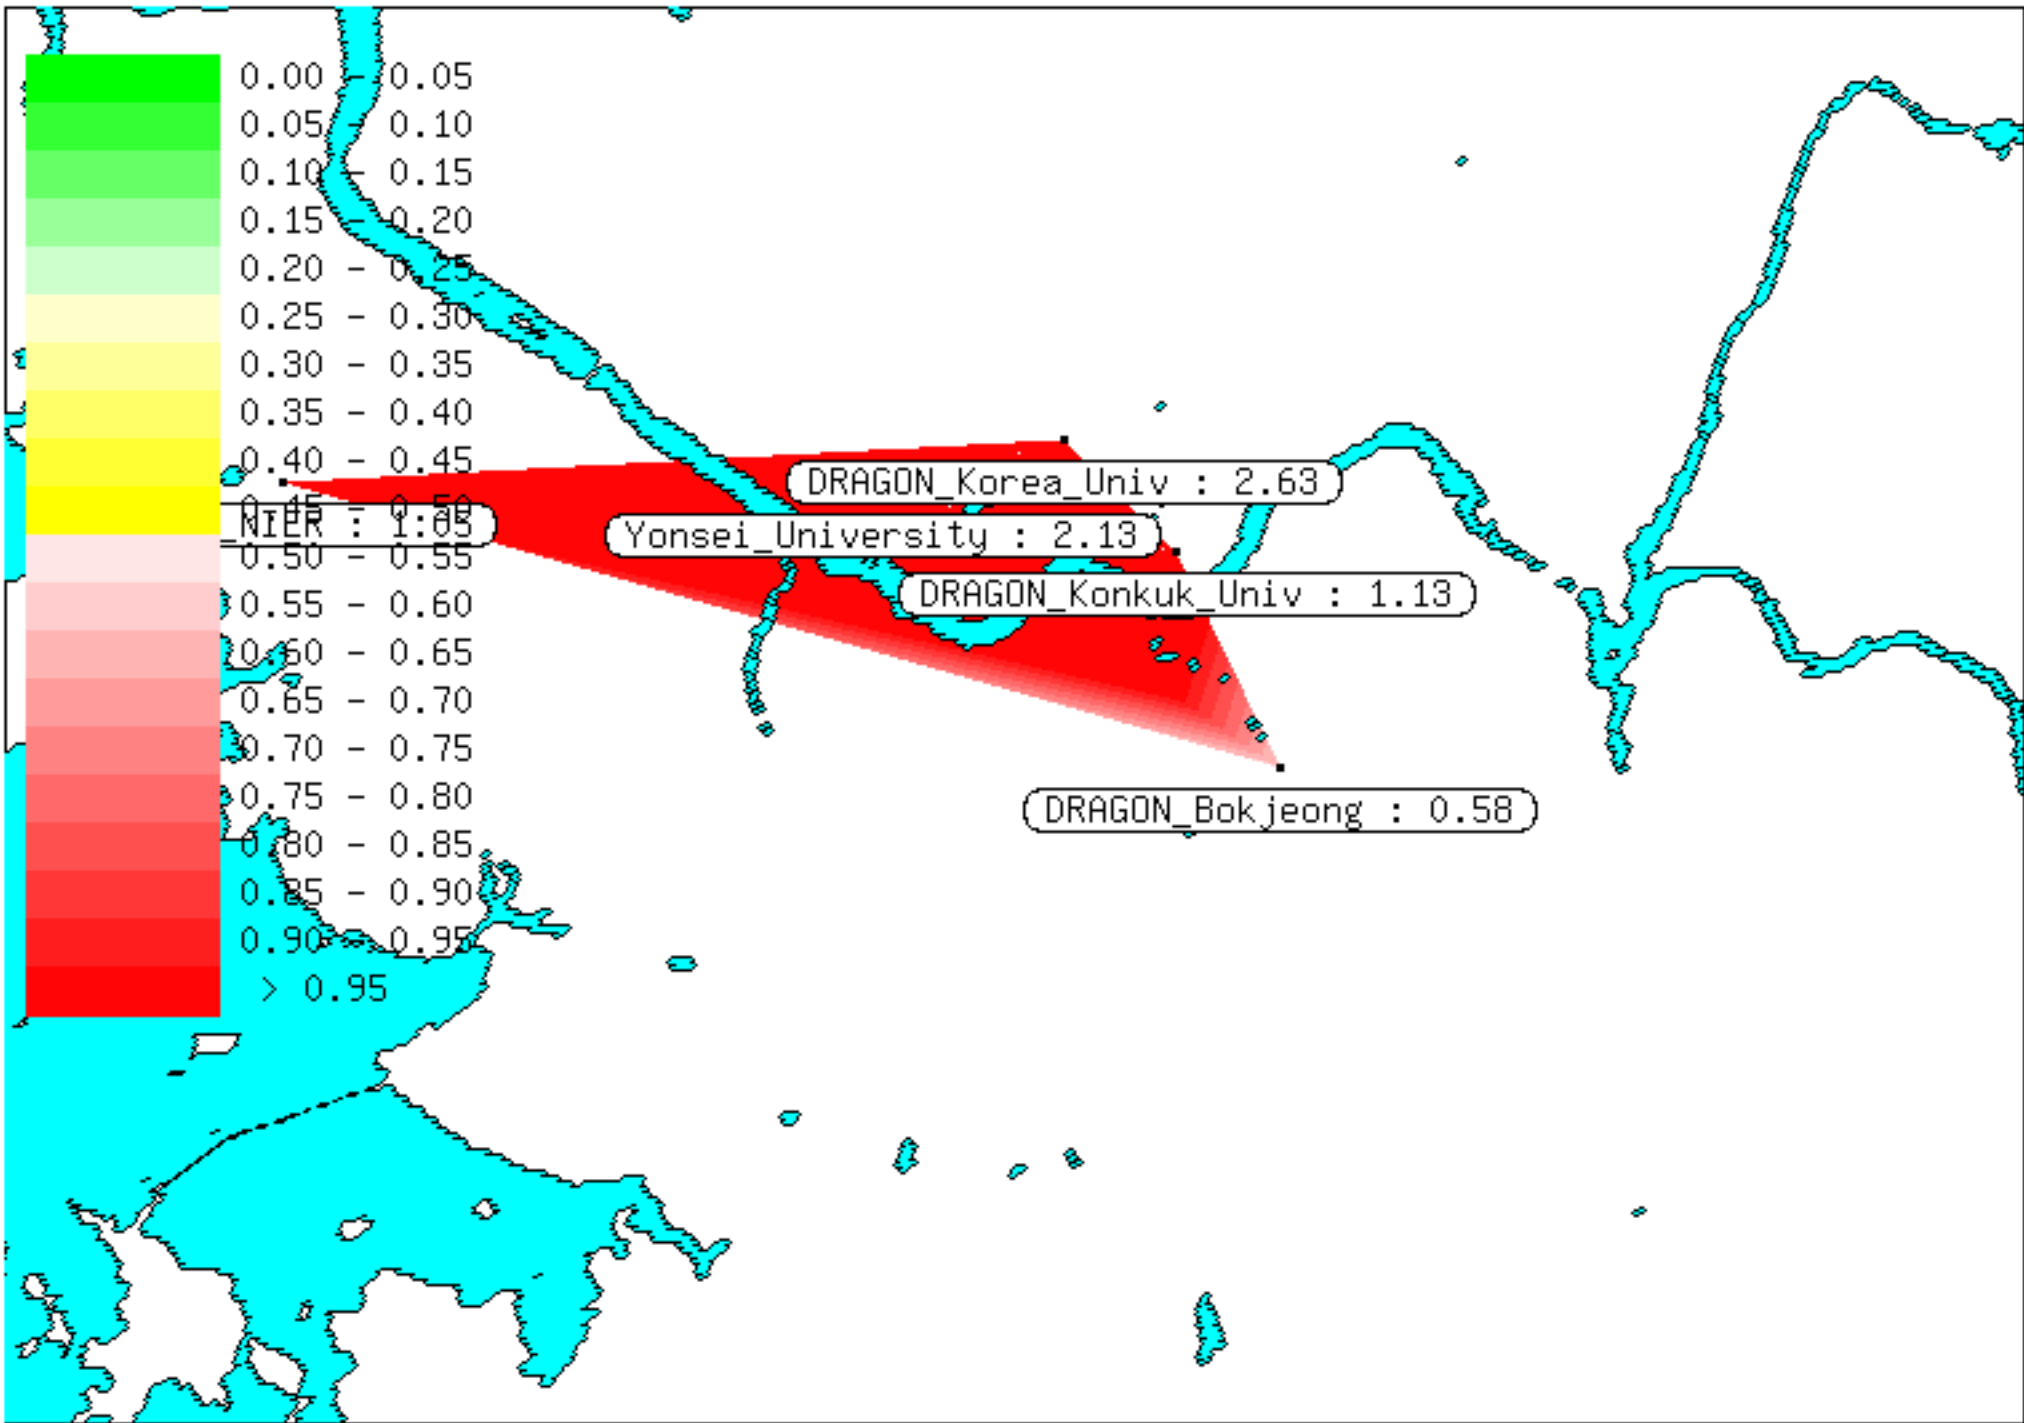 0.00 - 0.05
0.05 - 0.10
0.10 - 0.15
0.15 - 0.20
0.20 - 0.25
0.25 - 0.30
0.30 - 0.35
0.35 - 0.40
0.40 - 0.45
0.45 - 0.50
0.50 - 0.55
0.55 - 0.60
0.60 - 0.65
0.65 - 0.70
0.70 - 0.75
0.75 - 0.80
0.80 - 0.85
0.85 - 0.90
0.90 - 0.95
> 0.95
DRAGON_Korea_Univ : 2.63
_NIER : 1.05
Yonsei_University : 2.13
DRAGON_Konkuk_Univ : 1.13
DRAGON_Bokjeong : 0.58